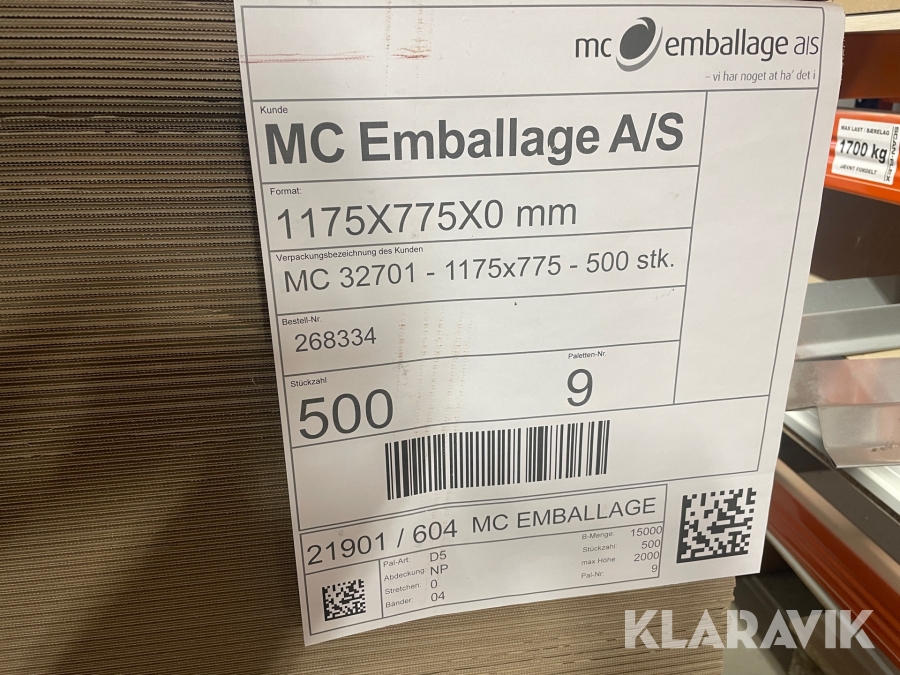 mc emballage a|s
– vi har noget at ha' det i
Kunde
MC Emballage A/S
Format:
1175X775X0 mm
Verpackungsbezeichnung des Kunden
MC 32701 - 1175x775 - 500 stk.
Bestell-Nr.
268334
Stückzahl
500
Paletten-Nr.
9
21901 / 604 MC EMBALLAGE
Pal-Art: D5
Abdeckung: NP
Stretchen: 0
Bänder: 04
B-Menge: 15000
Stückzahl: 500
max Höhe: 2000
Pal-Nr: 9
MAX LAST / BÆRELAG
1700 kg
JÆVNT FORDELT
SCAN-FLEX
KLARAVIK